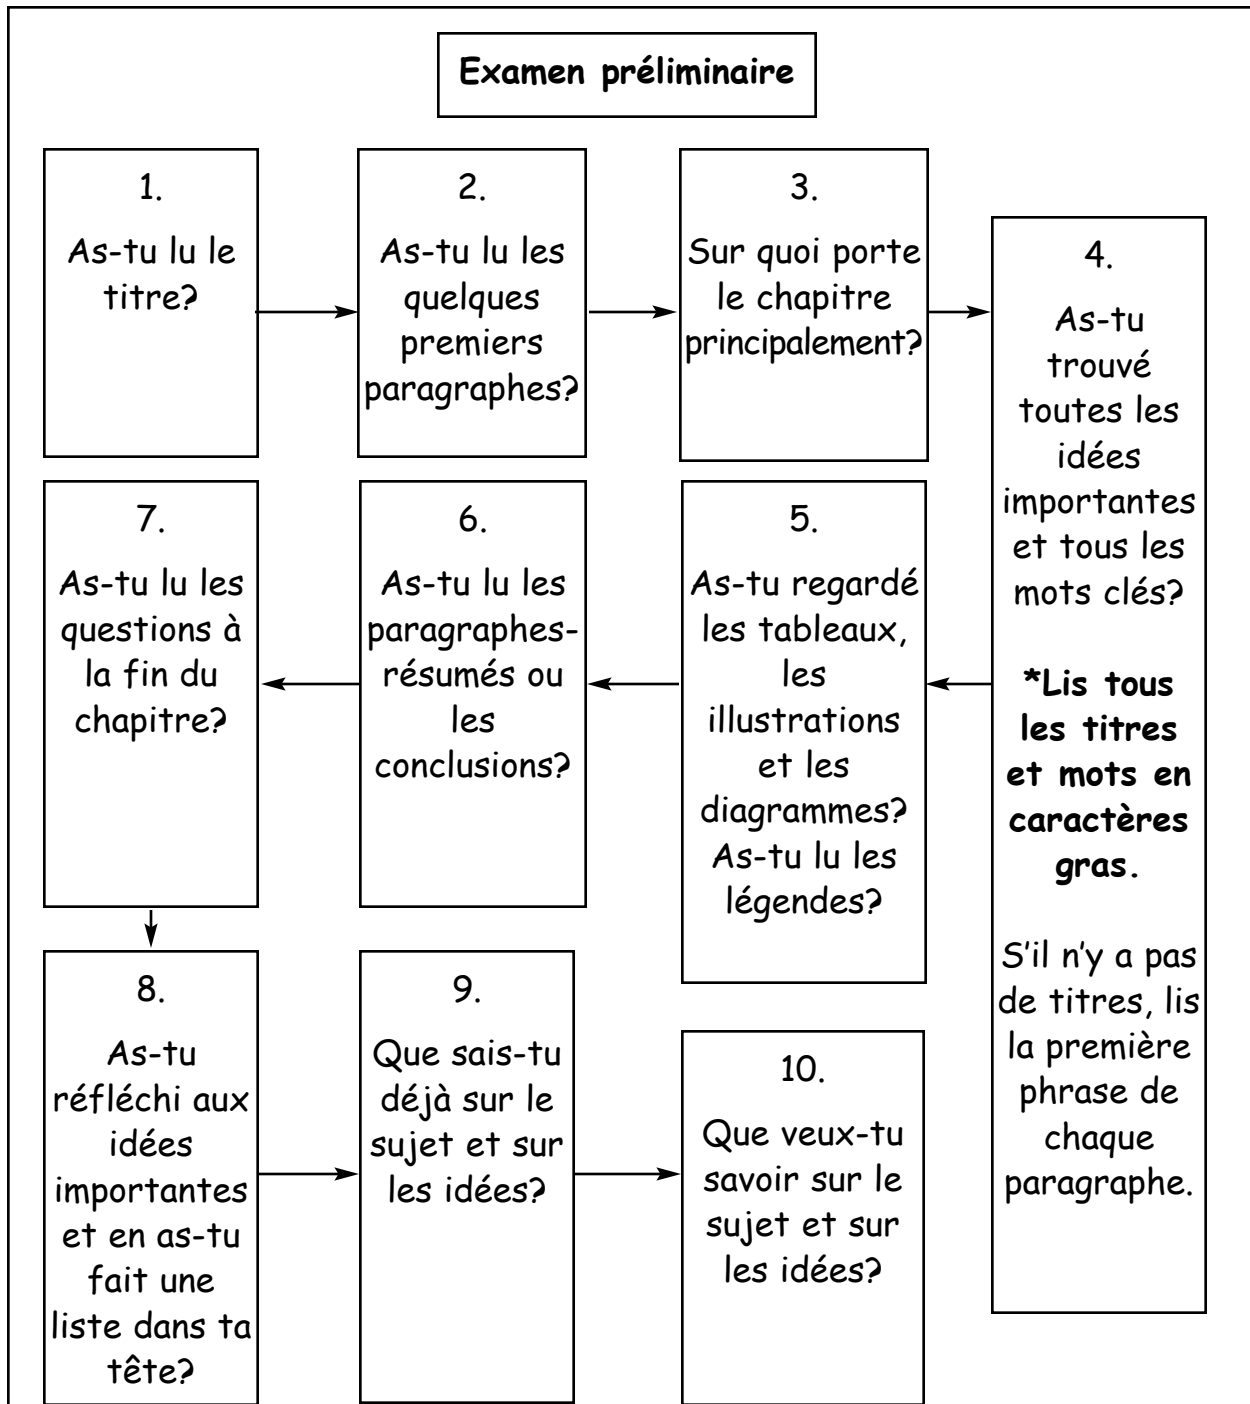 Examen préliminaire
1.
As-tu lu le
titre?
2.
As-tu lu les
quelques
premiers
paragraphes?
3.
Sur quoi porte
le chapitre
principalement?
4.
As-tu
trouvé
toutes les
idées
importantes
et tous les
mots clés?
*Lis tous
les titres
et mots en
caractères
gras.
S'il n'y a pas
de titres, lis
la première
phrase de
chaque
paragraphe.
5.
As-tu regardé
les tableaux,
les
illustrations
et les
diagrammes?
As-tu lu les
légendes?
6.
As-tu lu les
paragraphes-
résumés ou
les
conclusions?
7.
As-tu lu les
questions à
la fin du
chapitre?
8.
As-tu
réfléchi aux
idées
importantes
et en as-tu
fait une
liste dans ta
tête?
9.
Que sais-tu
déjà sur le
sujet et sur
les idées?
10.
Que veux-tu
savoir sur le
sujet et sur
les idées?